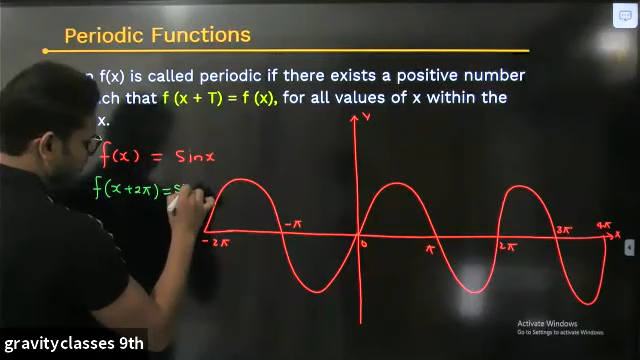 Periodic Functions
f(x) is called periodic if there exists a positive number
such that f (x + T) = f (x), for all values of x within the
x.
f(x) = Sinx
f(x+2π) = S
Y
-2π
-π
0
π
2π
3π
4π
x
Activate Windows
Go to Settings to activate Windows.
gravityclasses 9th